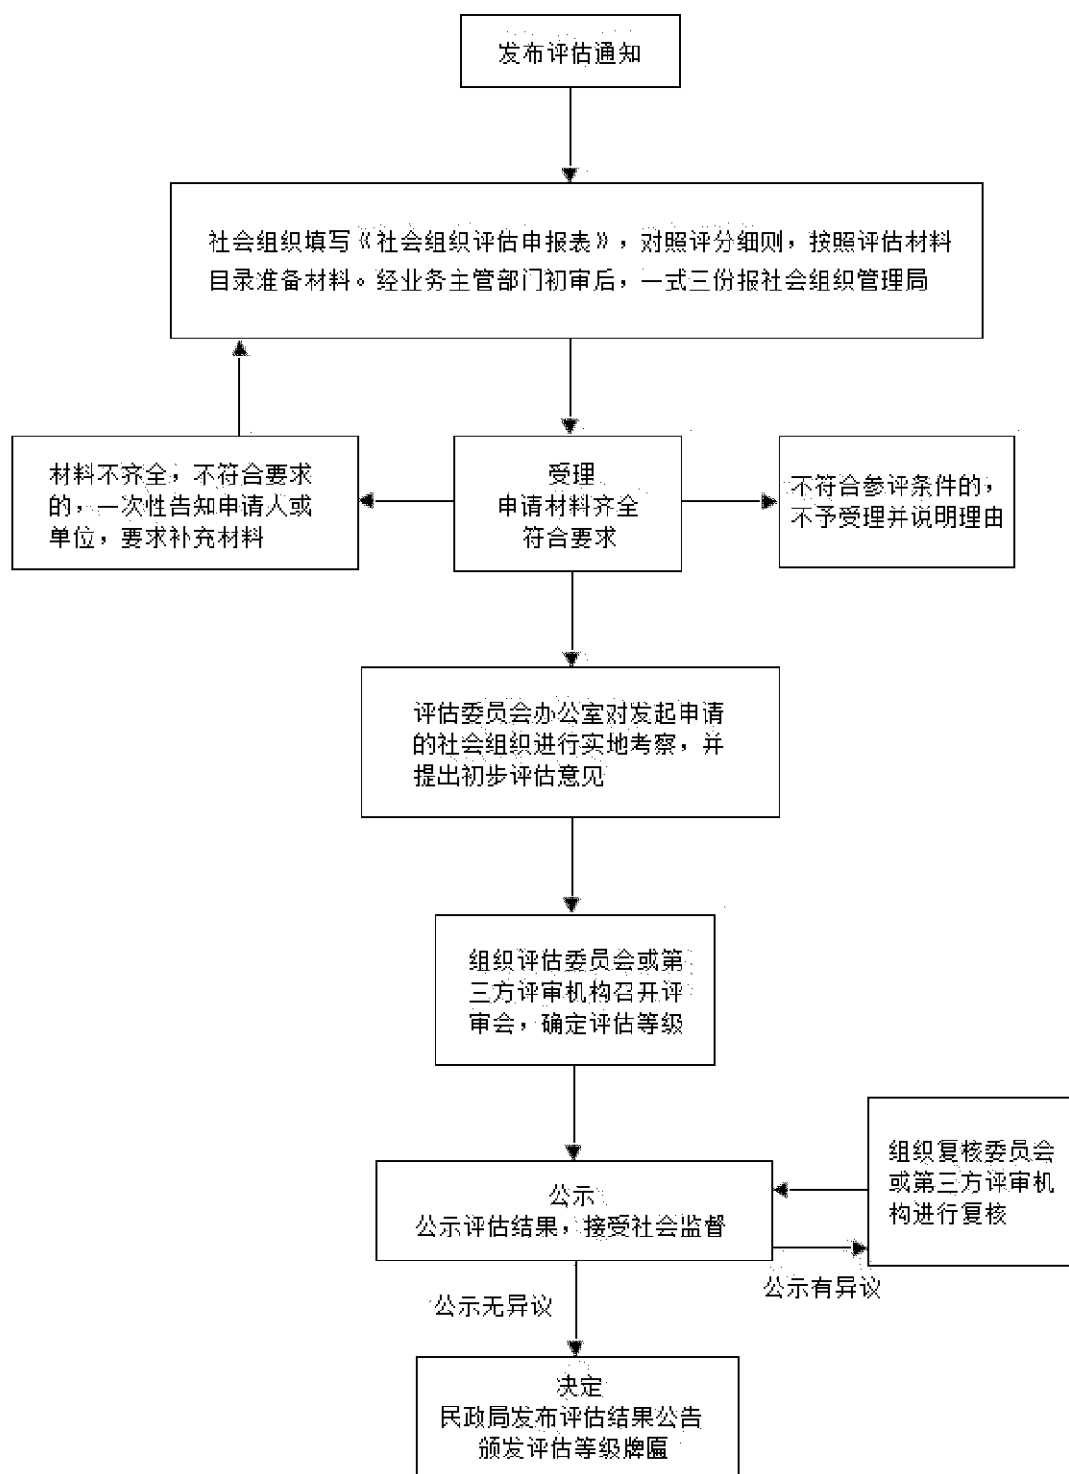 发布评估通知
社会组织填写《社会组织评估申报表》，对照评分细则，按照评估材料
目录准备材料。经业务主管部门初审后，一式三份报社会组织管理局
材料不齐全，不符合要求
的，一次性告知申请人或
单位，要求补充材料
受理
申请材料齐全
符合要求
不符合参评条件的，
不予受理并说明理由
评估委员会办公室对发起申请
的社会组织进行实地考察，并
提出初步评估意见
组织评估委员会或第
三方评审机构召开评
审会，确定评估等级
组织复核委员会
或第三方评审机
构进行复核
公示
公示评估结果，接受社会监督
公示有异议
公示无异议
决定
民政局发布评估结果公告
颁发评估等级牌匾